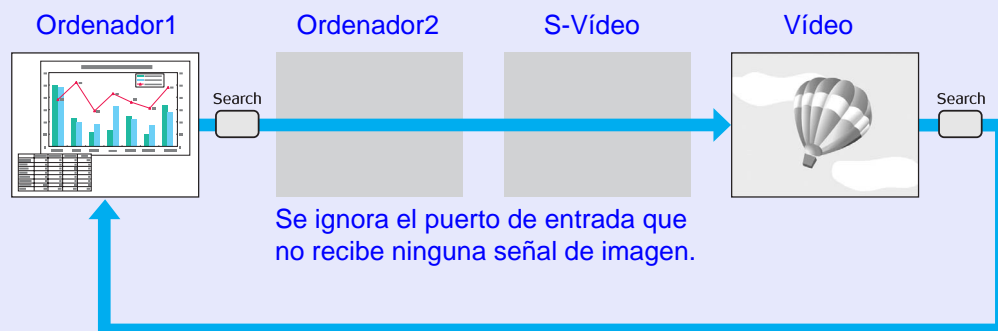 Ordenador1
Ordenador2
S-Vídeo
Vídeo
Search
Search
Se ignora el puerto de entrada que
no recibe ninguna señal de imagen.